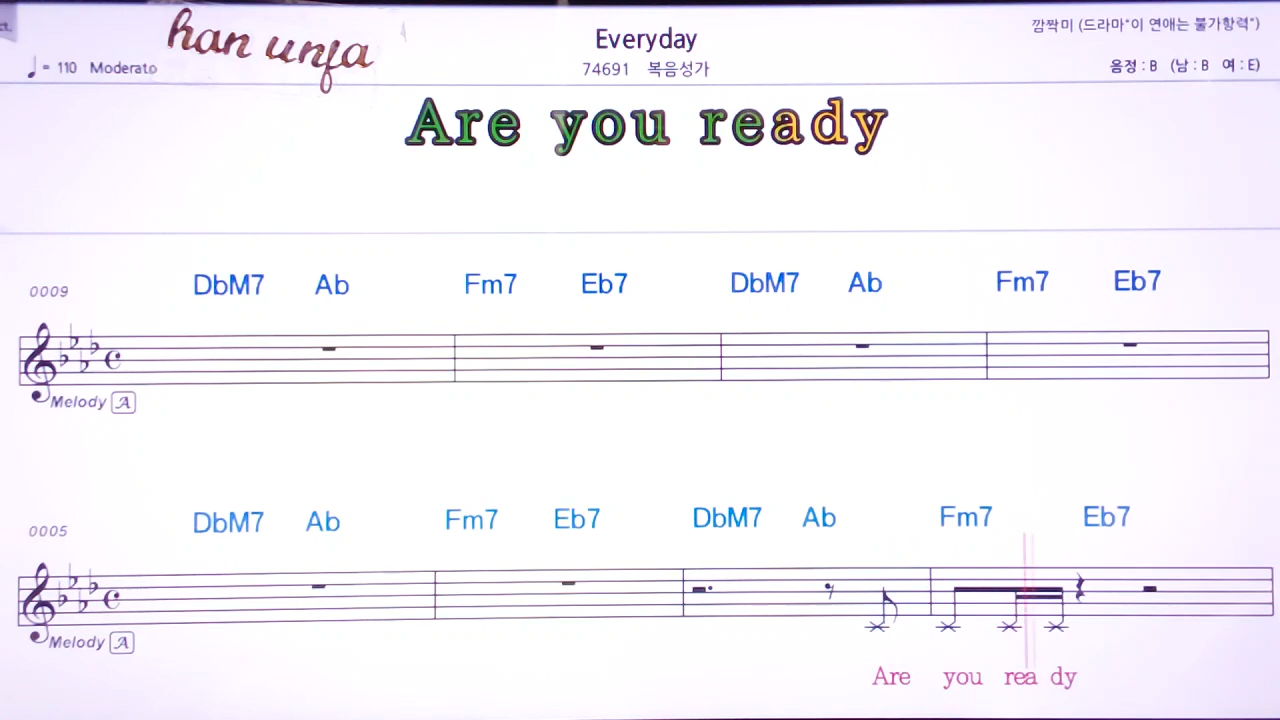 ct.
han unja
Everyday
깜짝미 (드라마"이 연애는 불가항력")
♩= 110 Moderato
74691 복음성가
음정 : B (남 : B 여 : E)
Are you ready
0009
DbM7 Ab Fm7 Eb7 DbM7 Ab Fm7 Eb7
Melody A
0005
DbM7 Ab Fm7 Eb7 DbM7 Ab Fm7 Eb7
Melody A
Are you rea dy